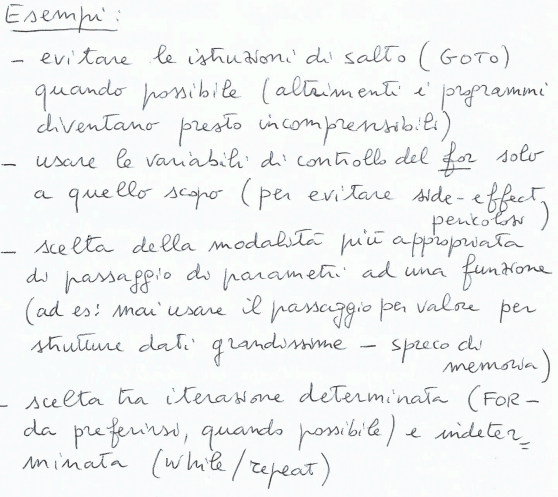 Esempi:
- evitare le istruzioni di salto (GOTO)
quando possibile (altrimenti i programmi
diventano presto incomprensibili)
- usare le variabili di controllo del for solo
a quello scopo (per evitare side-effect
pericolosi)
- scelta della modalità più appropriata
di passaggio di parametri ad una funzione
(ad es: mai usare il passaggio per valore per
strutture dati grandissime - spreco di
memoria)
- scelta tra iterazione determinata (FOR -
da preferirsi, quando possibile) e indeter=
minata (while/repeat)